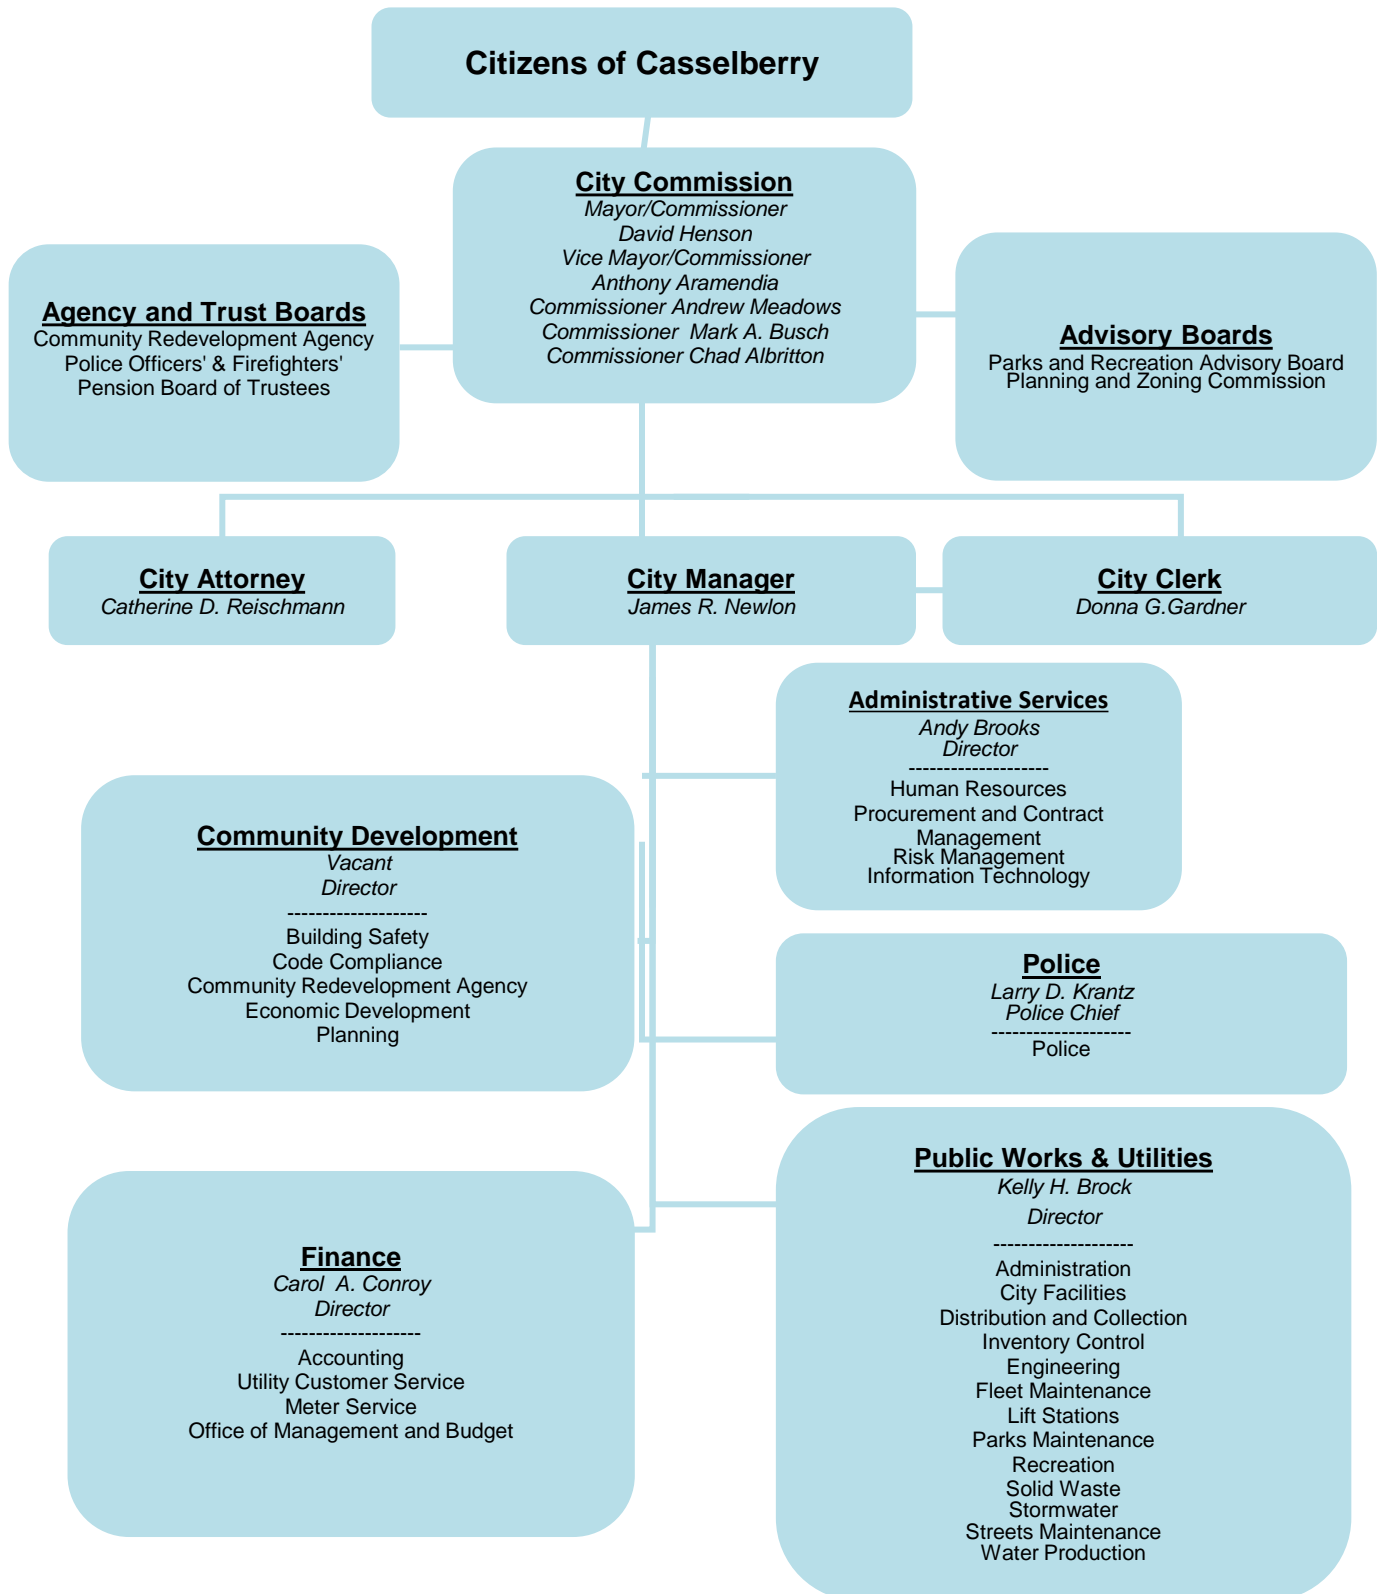 Citizens of Casselberry
City Commission
Mayor/Commissioner
David Henson
Vice Mayor/Commissioner
Anthony Aramendia
Commissioner Andrew Meadows
Commissioner  Mark A. Busch
Commissioner Chad Albritton
Agency and Trust Boards
Community Redevelopment Agency
Police Officers' & Firefighters'
Pension Board of Trustees
Advisory Boards
Parks and Recreation Advisory Board
Planning and Zoning Commission
City Attorney
Catherine D. Reischmann
City Manager
James R. Newlon
City Clerk
Donna G.Gardner
Administrative Services
Andy Brooks
Director
--------------------
Human Resources
Procurement and Contract
Management
Risk Management
Information Technology
Community Development
Vacant
Director
--------------------
Building Safety
Code Compliance
Community Redevelopment Agency
Economic Development
Planning
Police
Larry D. Krantz
Police Chief
--------------------
Police
Finance
Carol  A. Conroy
Director
--------------------
Accounting
Utility Customer Service
Meter Service
Office of Management and Budget
Public Works & Utilities
Kelly H. Brock
Director
--------------------
Administration
City Facilities
Distribution and Collection
Inventory Control
Engineering
Fleet Maintenance
Lift Stations
Parks Maintenance
Recreation
Solid Waste
Stormwater
Streets Maintenance
Water Production